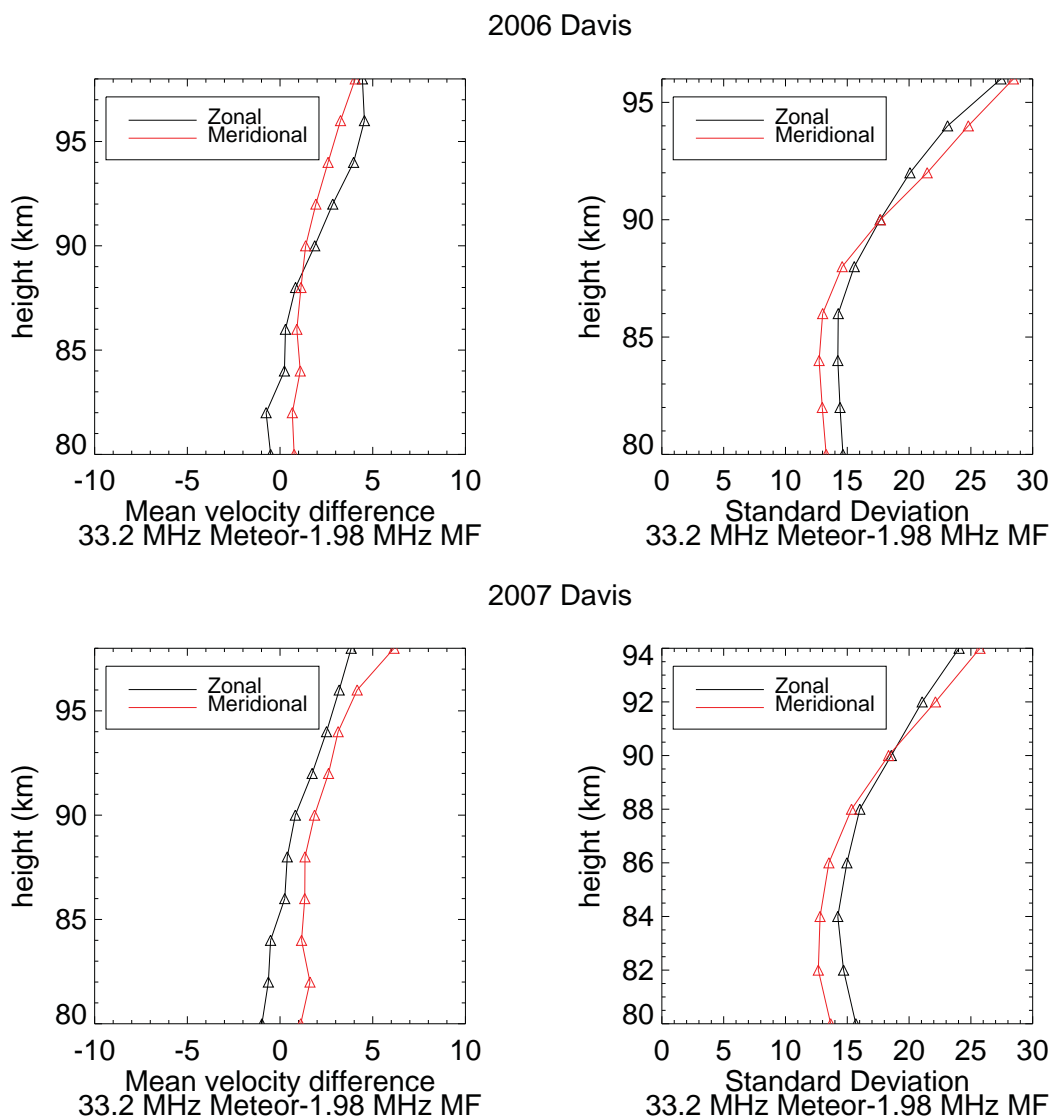 2006 Davis
Zonal
Meridional
95
90
85
80
height (km)
-10 -5 0 5 10
Mean velocity difference
33.2 MHz Meteor-1.98 MHz MF
Zonal
Meridional
95
90
85
80
height (km)
0 5 10 15 20 25 30
Standard Deviation
33.2 MHz Meteor-1.98 MHz MF
2007 Davis
Zonal
Meridional
95
90
85
80
height (km)
-10 -5 0 5 10
Mean velocity difference
33.2 MHz Meteor-1.98 MHz MF
Zonal
Meridional
94
92
90
88
86
84
82
80
height (km)
0 5 10 15 20 25 30
Standard Deviation
33.2 MHz Meteor-1.98 MHz MF